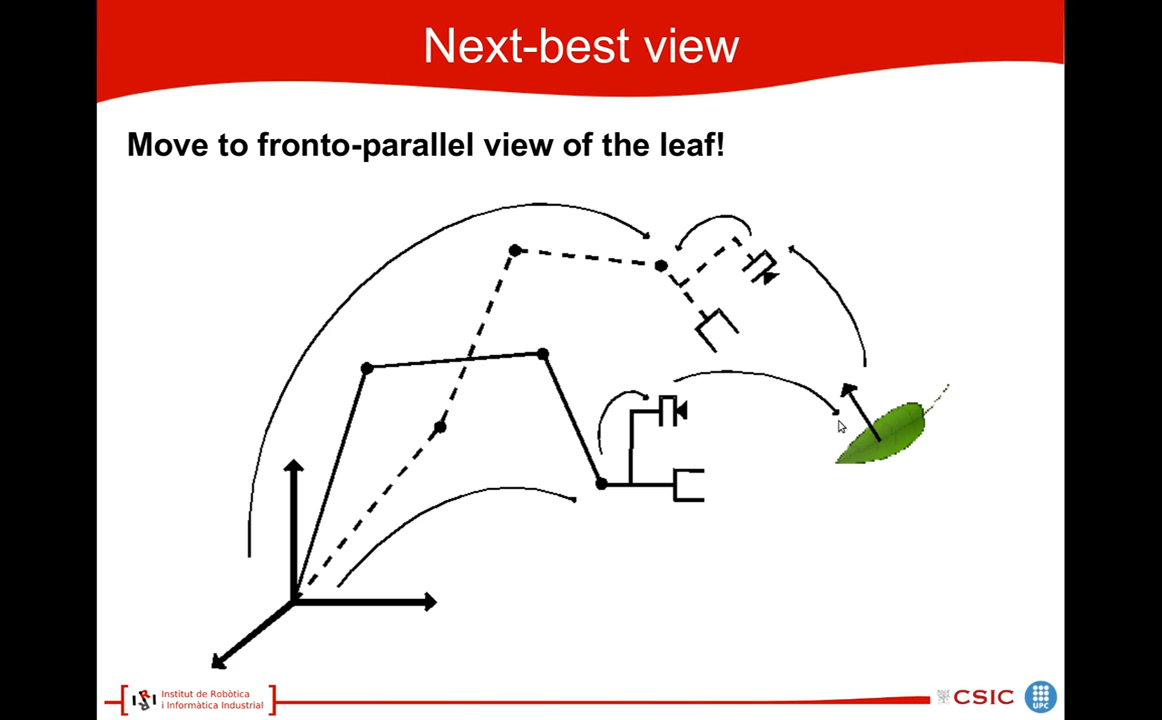 Next-best view
Move to fronto-parallel view of the leaf!
Institut de Robòtica
i Informàtica Industrial
CSIC
UPC